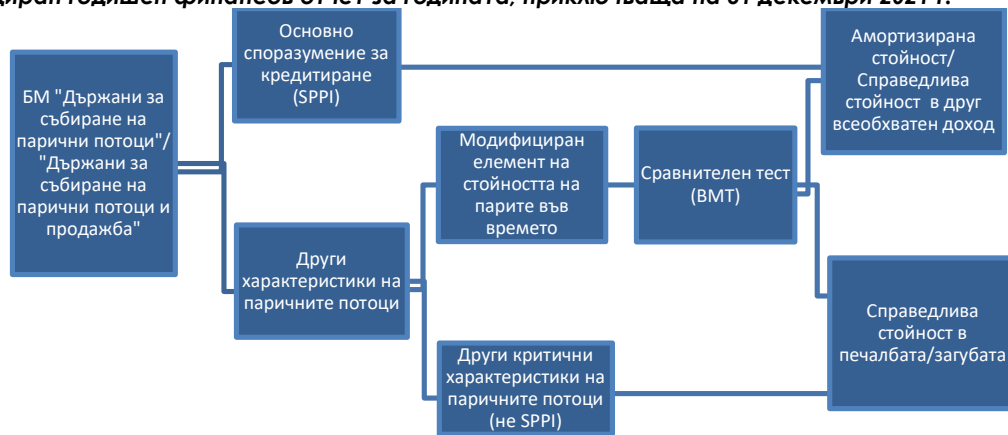 годишен финансов отчет за годината, приключваща на 31 декември 2021 г.
БМ "Държани за
събиране на
парични потоци"/
"Държани за
събиране на
парични потоци и
продажба"
Основно
споразумение за
кредитиране
(SPPI)
Други
характеристики на
паричните потоци
Модифициран
елемент на
стойността на
парите във
времето
Други критични
характеристики на
паричните потоци
(не SPPI)
Сравнителен тест
(BMT)
Амортизирана
стойност/
Справедлива
стойност в друг
всеобхватен доход
Справедлива
стойност в
печалбата/загубата